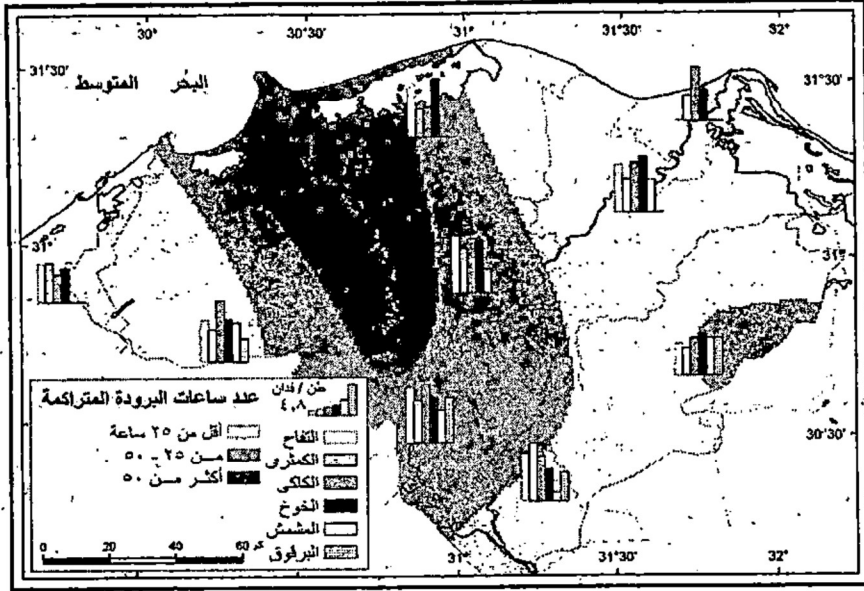 30° 30°30' 31° 31°30' 32°
31°30' 31°30'
البحر المتوسط
31° 31°
30°30'
عدد ساعات البرودة المتراكمة
أقل من ٢٥ ساعة
من ٢٥ - ٥٠
أكثر من ٥٠
طن / فدان
٤,٨
التفاح
الكمثرى
الكاكى
الخوخ
المشمش
البرقوق
0 20 40 60 كم
31° 31°30' 32°